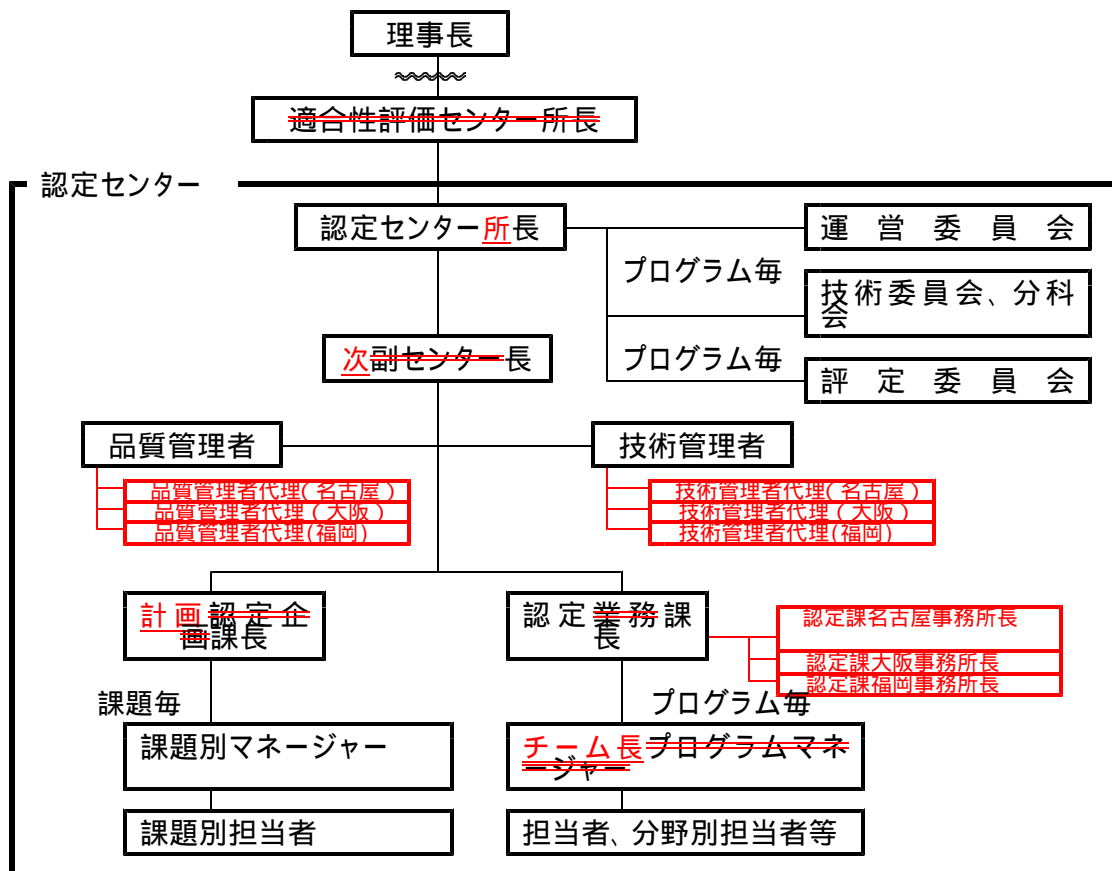 理事長
適合性評価センター所長
認定センター
認定センター所長
運営委員会
プログラム毎
技術委員会、分科
会
次副センター長
プログラム毎
評定委員会
品質管理者
技術管理者
品質管理者代理(名古屋)
品質管理者代理(大阪)
品質管理者代理(福岡)
技術管理者代理(名古屋)
技術管理者代理(大阪)
技術管理者代理(福岡)
計画認定企
画課長
認定業務課
長
認定課名古屋事務所長
認定課大阪事務所長
認定課福岡事務所長
課題毎
プログラム毎
課題別マネージャー
チーム長プログラムマネ
ージャー
課題別担当者
担当者、分野別担当者等